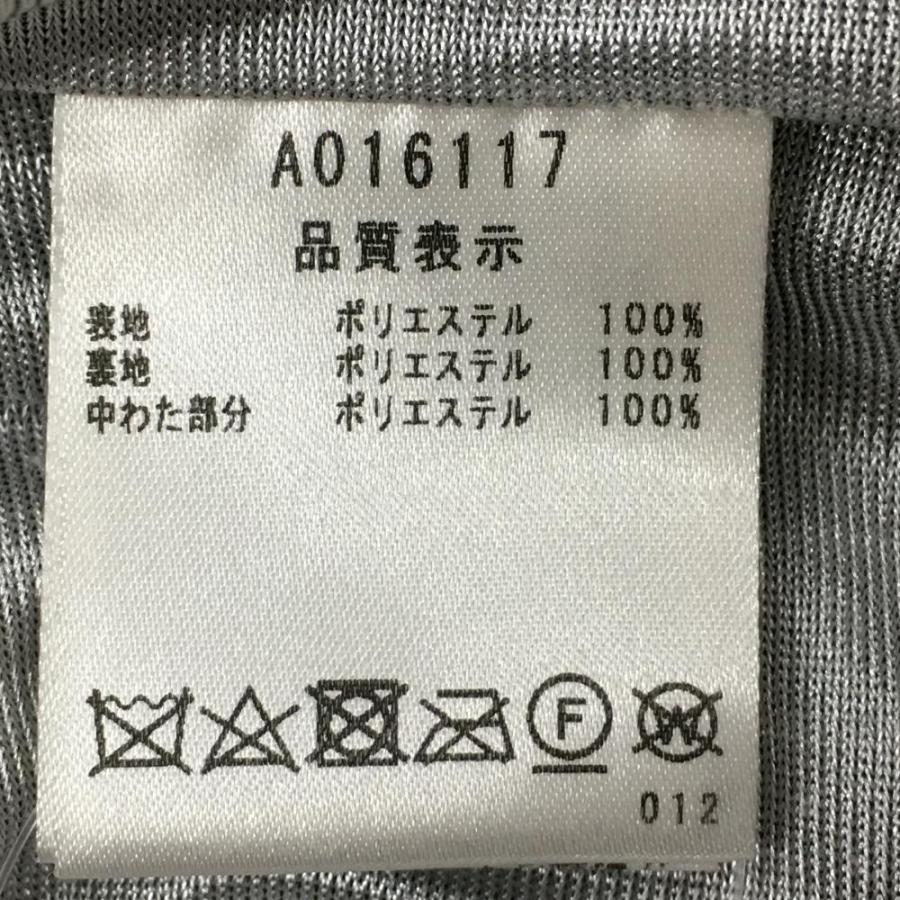 A016117
品質表示
表地 ポリエステル 100%
裏地 ポリエステル 100%
中わた部分 ポリエステル 100%
F W
012